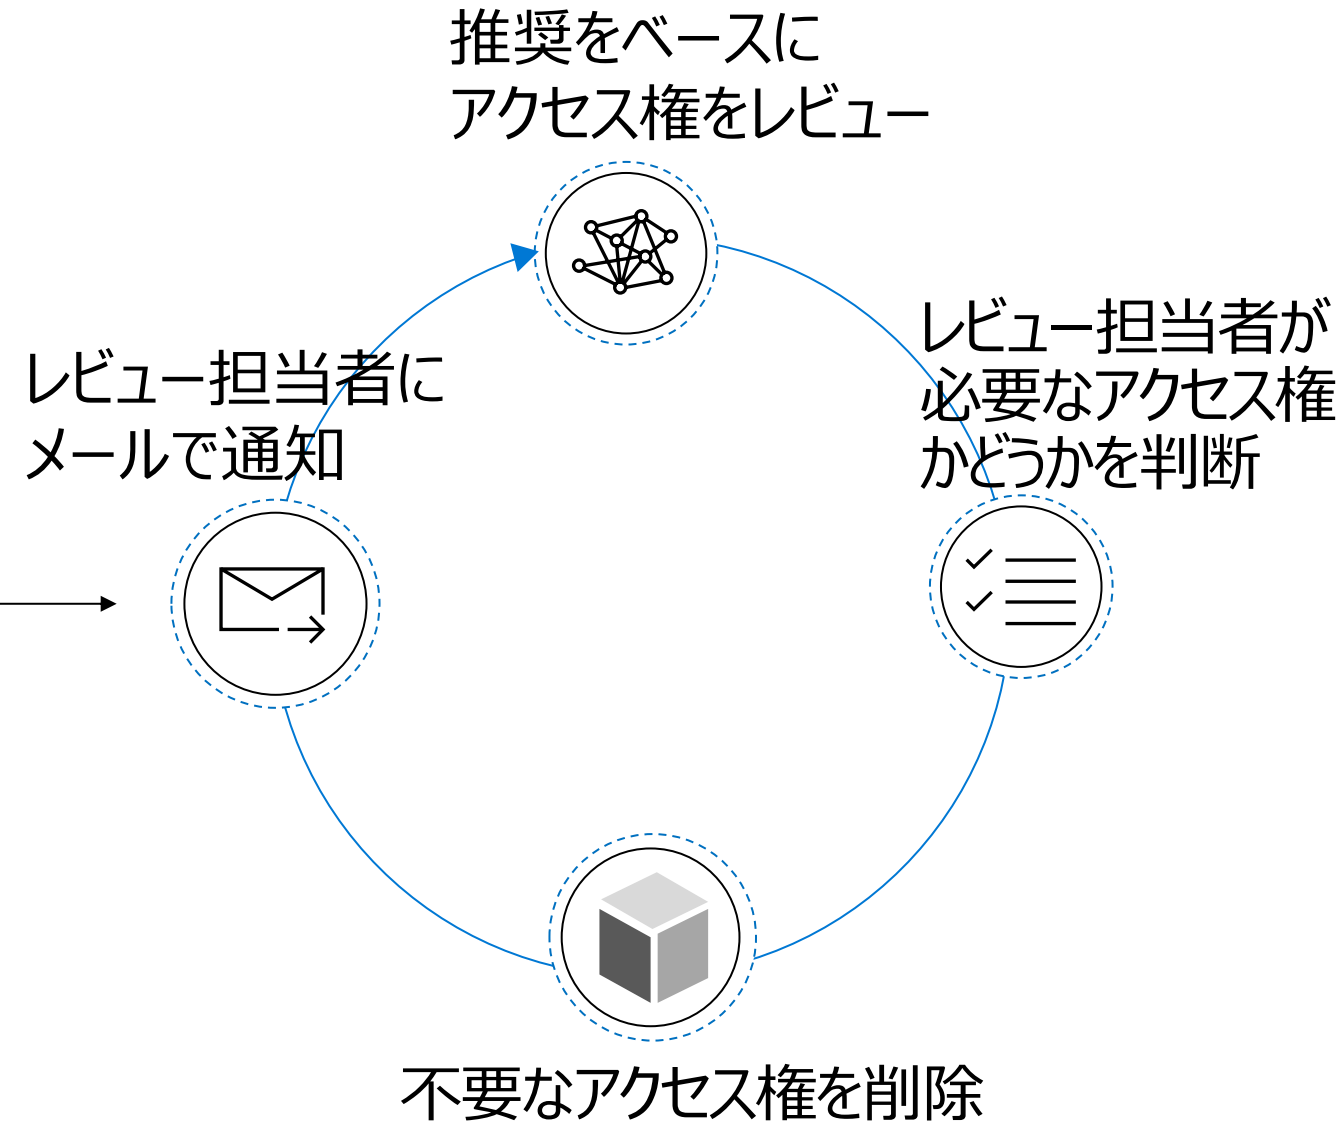 推奨をベースに
アクセス権をレビュー
レビュー担当者が
必要なアクセス権
かどうかを判断
レビュー担当者に
メールで通知
不要なアクセス権を削除